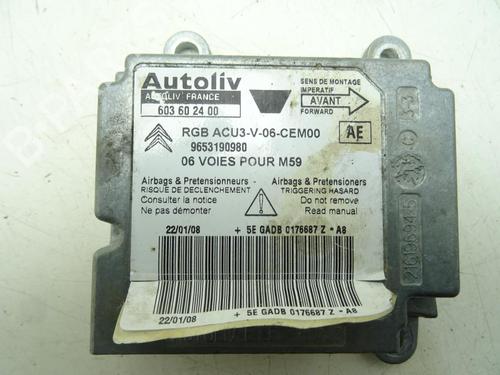 Autoliv
AUTOLIV FRANCE
603 60 24 00
SENS DE MONTAGE
IMPERATIF
AVANT
FORWARD
RGB ACU3-V-06-CEM00
AE
9653190980
06 VOIES POUR M59
Airbags & Pretensioners
RISQUE DE DECLENCHEMENT
Consulter la notice
Ne pas démonter
Airbags & Pretensioners
TRIGGERING HAZARD
Do not remove
Read manual
22/01/08
+ 5E GADB 0176687 Z - A8
22/01/08
+ 5E GADB 0176687 Z - A8